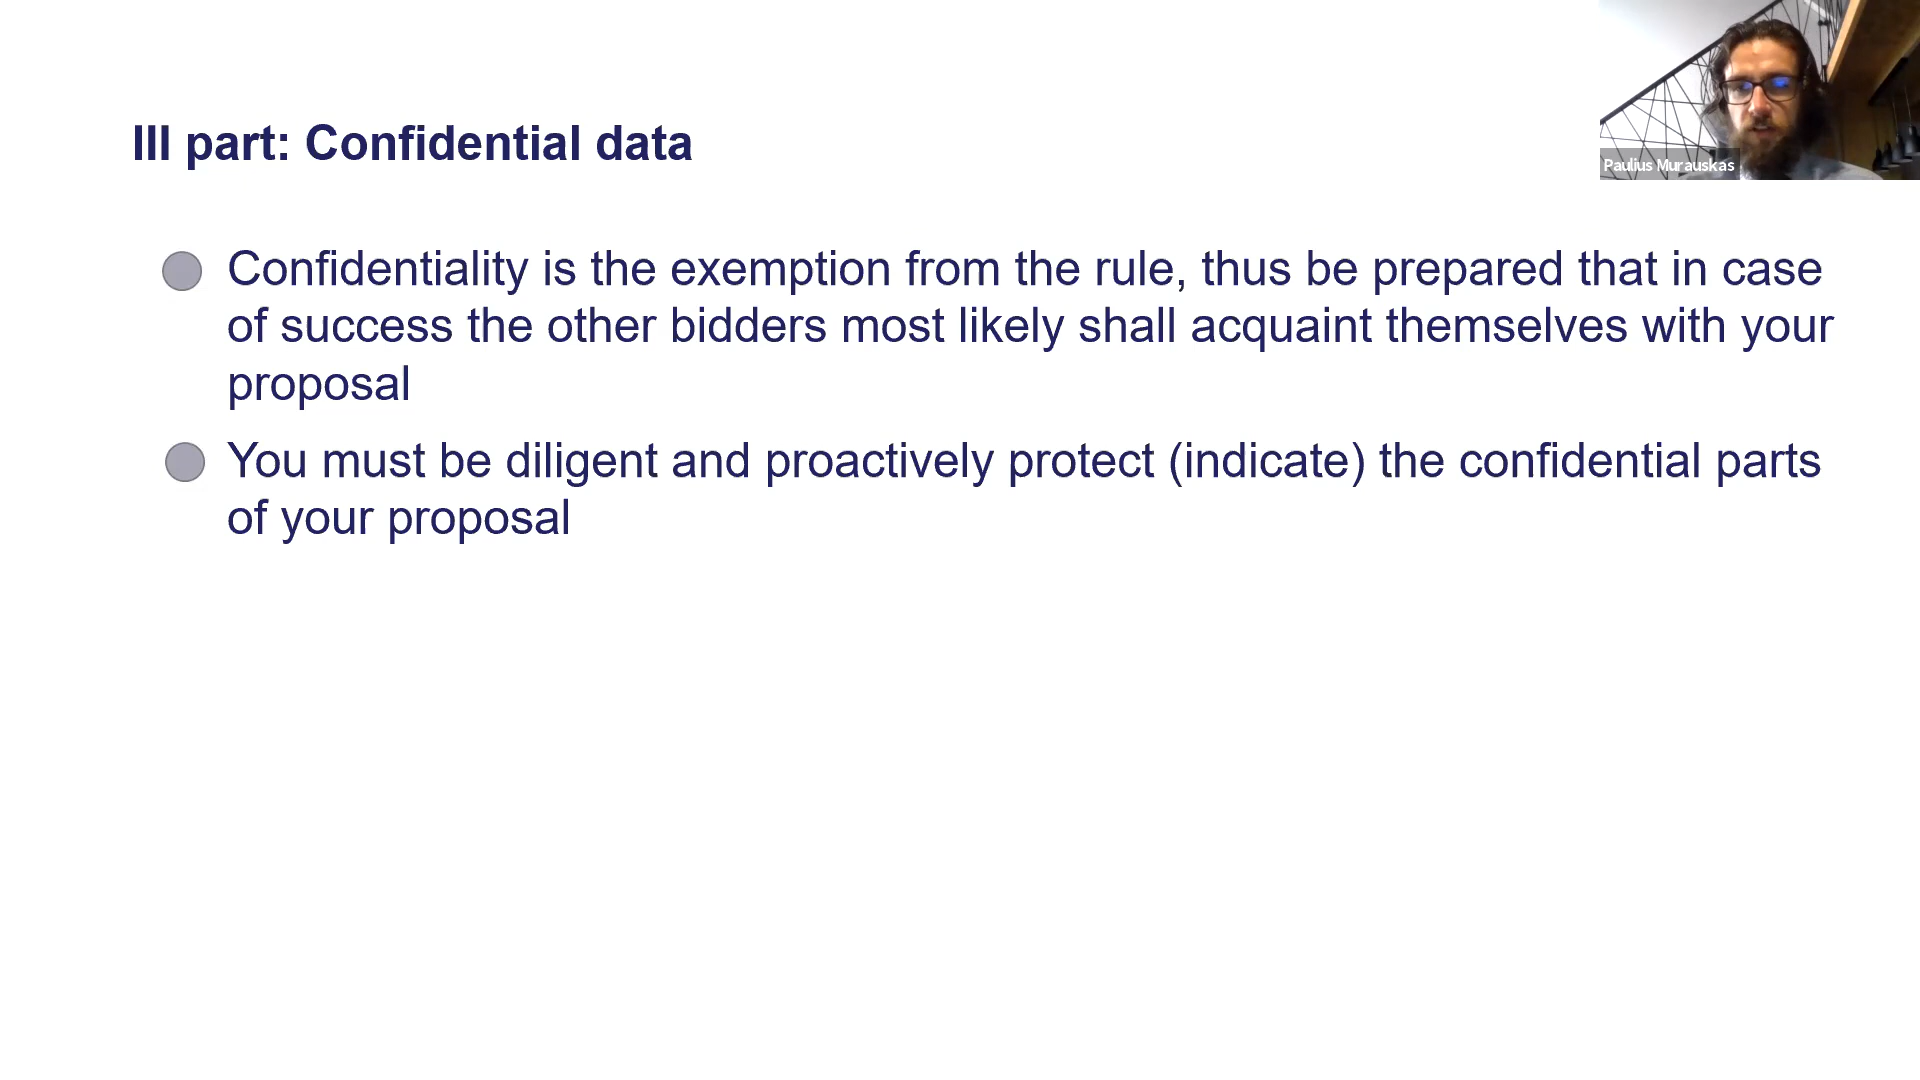 III part: Confidential data
Paulius Murauskas
Confidentiality is the exemption from the rule, thus be prepared that in case
of success the other bidders most likely shall acquaint themselves with your
proposal
You must be diligent and proactively protect (indicate) the confidential parts
of your proposal